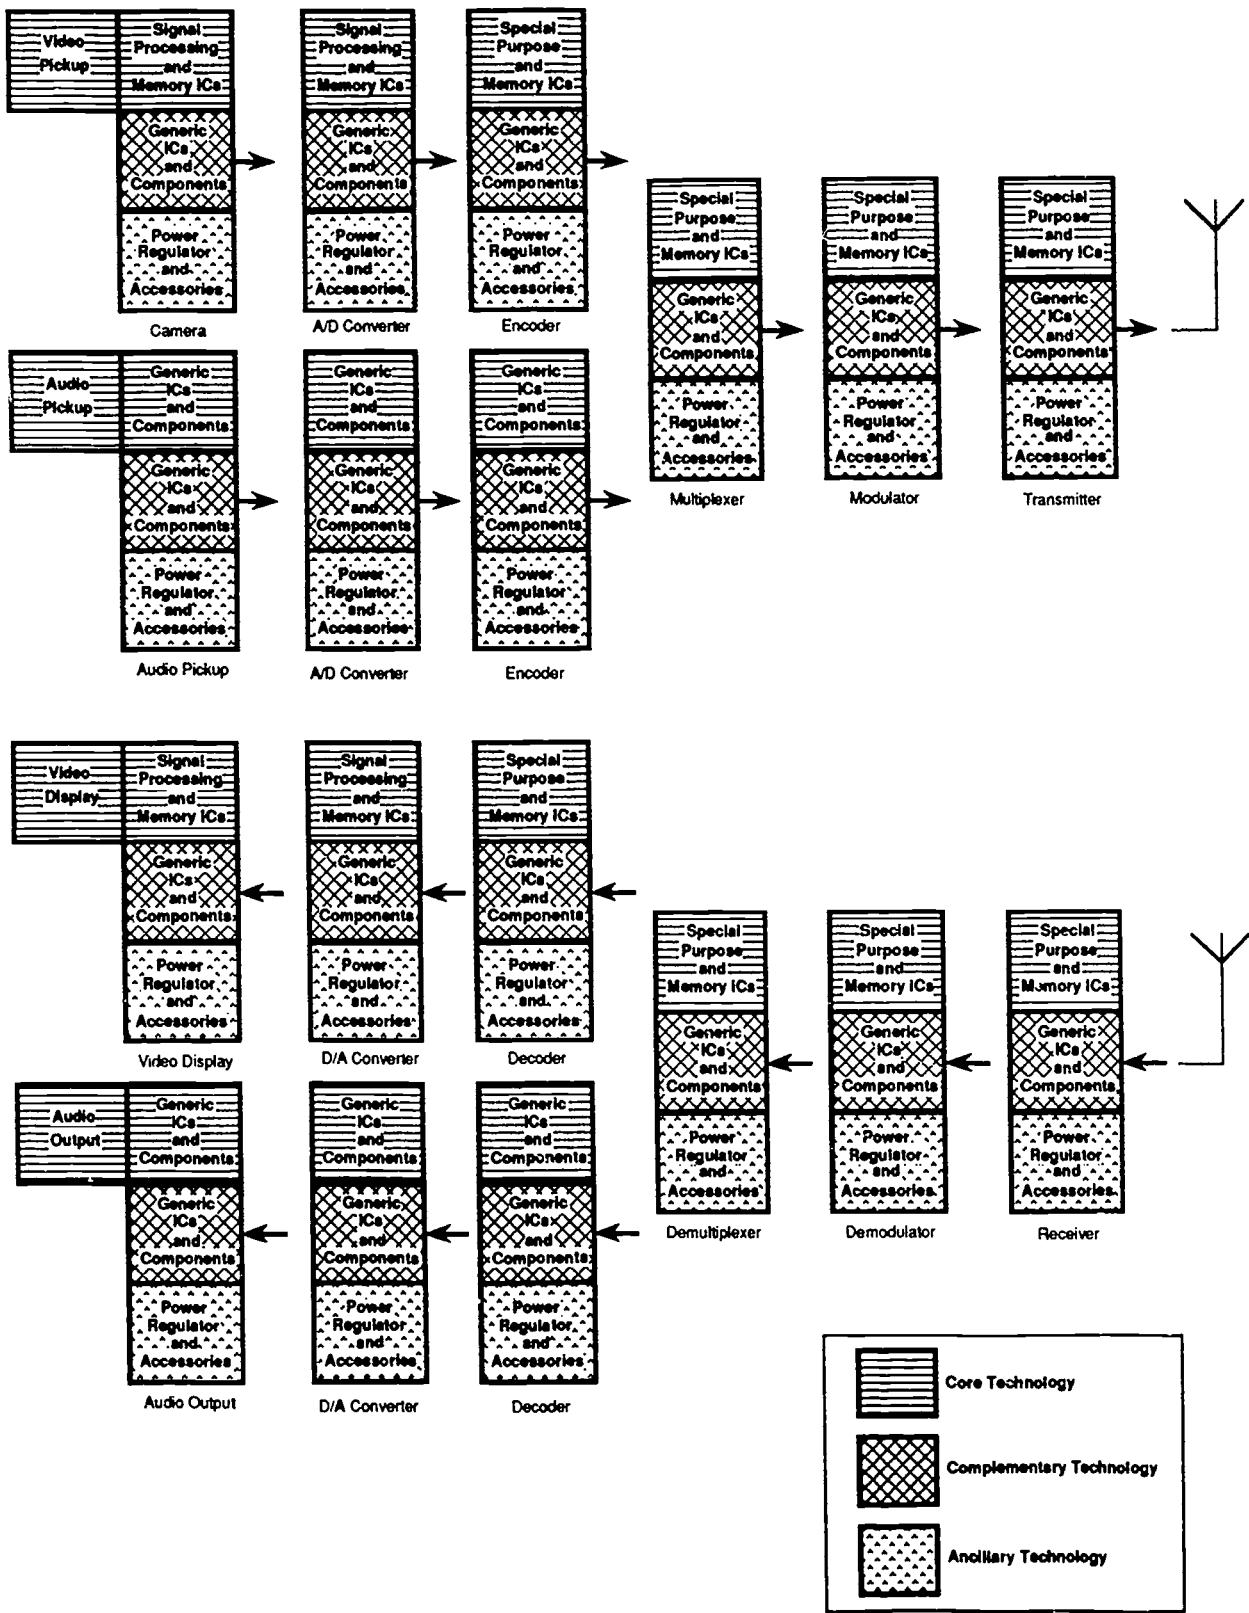 Video
Pickup
Signal
Processing
and
Memory ICs
Generic
ICs
and
Components
Power
Regulator
and
Accessories
Camera
Signal
Processing
and
Memory ICs
Generic
ICs
and
Components
Power
Regulator
and
Accessories
A/D Converter
Special
Purpose
and
Memory ICs
Generic
ICs
and
Components
Power
Regulator
and
Accessories
Encoder
Audio
Pickup
Generic
ICs
and
Components
Generic
ICs
and
Components
Power
Regulator
and
Accessories
Audio Pickup
Generic
ICs
and
Components
Generic
ICs
and
Components
Power
Regulator
and
Accessories
A/D Converter
Generic
ICs
and
Components
Generic
ICs
and
Components
Power
Regulator
and
Accessories
Encoder
Special
Purpose
and
Memory ICs
Generic
ICs
and
Components
Power
Regulator
and
Accessories
Multiplexer
Special
Purpose
and
Memory ICs
Generic
ICs
and
Components
Power
Regulator
and
Accessories
Modulator
Special
Purpose
and
Memory ICs
Generic
ICs
and
Components
Power
Regulator
and
Accessories
Transmitter
Video
Display
Signal
Processing
and
Memory ICs
Generic
ICs
and
Components
Power
Regulator
and
Accessories
Video Display
Signal
Processing
and
Memory ICs
Generic
ICs
and
Components
Power
Regulator
and
Accessories
D/A Converter
Special
Purpose
and
Memory ICs
Generic
ICs
and
Components
Power
Regulator
and
Accessories
Decoder
Audio
Output
Generic
ICs
and
Components
Generic
ICs
and
Components
Power
Regulator
and
Accessories
Audio Output
Generic
ICs
and
Components
Generic
ICs
and
Components
Power
Regulator
and
Accessories
D/A Converter
Generic
ICs
and
Components
Generic
ICs
and
Components
Power
Regulator
and
Accessories
Decoder
Special
Purpose
and
Memory ICs
Generic
ICs
and
Components
Power
Regulator
and
Accessories
Demultiplexer
Special
Purpose
and
Memory ICs
Generic
ICs
and
Components
Power
Regulator
and
Accessories
Demodulator
Special
Purpose
and
Memory ICs
Generic
ICs
and
Components
Power
Regulator
and
Accessories
Receiver
Core Technology
Complementary Technology
Ancillary Technology